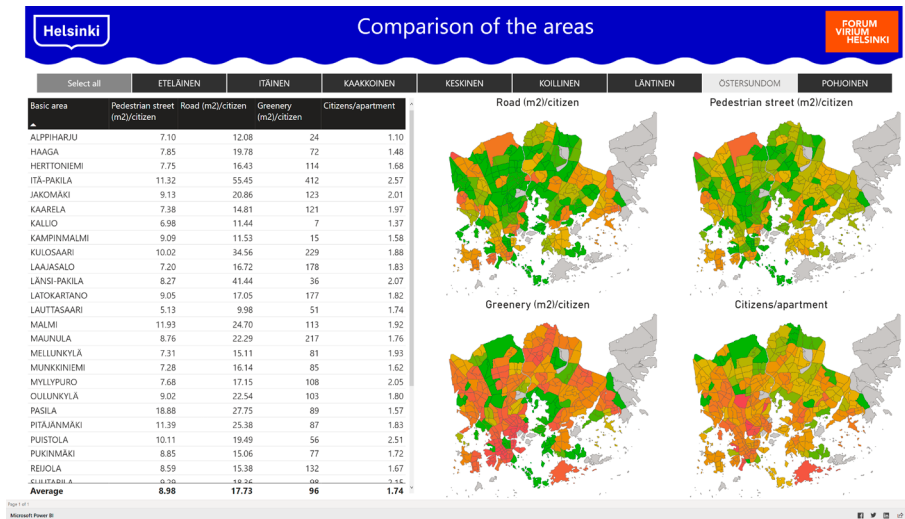 Helsinki
Comparison of the areas
FORUM
VIRIUM
HELSINKI
Select all ETELÄINEN ITÄINEN KAAKKOINEN KESKINEN KOILLINEN LÄNTINEN ÖSTERSUNDOM POHJOINEN
Basic area Pedestrian street (m2)/citizen Road (m2)/citizen Greenery (m2)/citizen Citizens/apartment
ALPPIHARJU 7.10 12.08 24 1.10
HAAGA 7.85 19.78 72 1.48
HERTTONIEMI 7.75 16.43 114 1.68
ITÄ-PAKILA 11.32 55.45 412 2.57
JAKOMÄKI 9.13 20.86 123 2.01
KAARELA 7.38 14.81 121 1.97
KALLIO 6.98 11.44 7 1.37
KAMPINMALMI 9.09 11.53 15 1.58
KULOSAARI 10.02 34.56 229 1.88
LAAJASALO 7.20 16.72 178 1.83
LÄNSI-PAKILA 8.27 41.44 36 2.07
LATOKARTANO 9.05 17.05 177 1.82
LAUTTASAARI 5.13 9.98 51 1.74
MALMI 11.93 24.70 113 1.92
MAUNULA 8.76 22.29 217 1.76
MELLUNKYLÄ 7.31 15.11 81 1.93
MUNKKINIEMI 7.28 16.14 85 1.62
MYLLYPURO 7.68 17.15 108 2.05
OULUNKYLÄ 9.02 22.54 103 1.80
PASILA 18.88 27.75 89 1.57
PITÄJÄNMÄKI 11.39 25.38 87 1.83
PUISTOLA 10.11 19.49 56 2.51
PUKINMÄKI 8.85 15.06 77 1.72
REIJOLA 8.59 15.38 132 1.67
SUUTARILA 9.29 18.36 98 2.15
Average 8.98 17.73 96 1.74
Road (m2)/citizen
Pedestrian street (m2)/citizen
Greenery (m2)/citizen
Citizens/apartment
Page 1 of 1
Microsoft Power BI